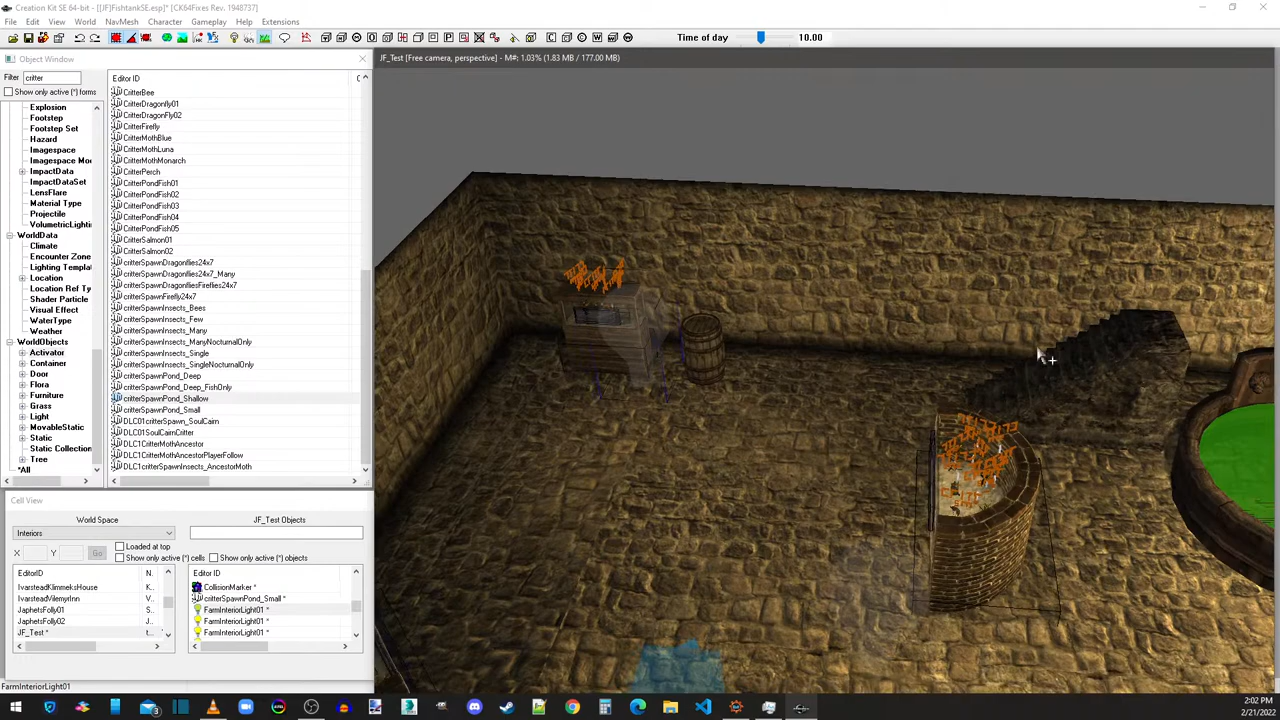 Creation Kit SE 64-bit - [[JF]FishtankSE.esp]* [CK64Fixes Rev. 1948737]
File Edit View World NavMesh Character Gameplay Help Extensions
Time of day 10.00
Object Window
JF_Test [Free camera, perspective] - M#: 1.03% (1.83 MB / 177.00 MB)
Filter critter
Show only active (*) forms
Explosion
Footstep
Footstep Set
Hazard
Imagespace
Imagespace Moc
ImpactData
ImpactDataSet
LensFlare
Material Type
Projectile
VolumetricLightin
WorldData
Climate
Encounter Zone
Lighting Templat
Location
Location Ref Ty
Shader Particle
Visual Effect
WaterType
Weather
WorldObjects
Activator
Container
Door
Flora
Furniture
Grass
Light
MovableStatic
Static
Static Collection
Tree
*All
Editor ID
CritterBee
CritterDragonfly01
CritterDragonFly02
CritterFirefly
CritterMothBlue
CritterMothLuna
CritterMothMonarch
CritterPerch
CritterPondFish01
CritterPondFish02
CritterPondFish03
CritterPondFish04
CritterPondFish05
CritterSalmon01
CritterSalmon02
critterSpawnDragonflies24x7
critterSpawnDragonflies24x7_Many
critterSpawnDragonfliesFireflies24x7
critterSpawnFirefly24x7
critterSpawnInsects_Bees
critterSpawnInsects_Few
critterSpawnInsects_Many
critterSpawnInsects_ManyNocturnalOnly
critterSpawnInsects_Single
critterSpawnInsects_SingleNocturnalOnly
critterSpawnPond_Deep
critterSpawnPond_Deep_FishOnly
critterSpawnPond_Shallow
critterSpawnPond_Small
DLC01critterSpawn_SoulCairn
DLC01SoulCairnCritter
DLC1CritterMothAncestor
DLC1CritterMothAncestorPlayerFollow
DLC1critterSpawnInsects_AncestorMoth
Cell View
World Space
Interiors
X Y Go
Loaded at top
Show only active (*) cells
EditorID N.
IvarsteadKlimmeksHouse K.
IvarsteadVilemyrInn V.
JaphetsFolly01 S.
JaphetsFolly02 J.
JF_Test * t.
JF_Test Objects
Show only active (*) objects
Editor ID
CollisionMarker *
critterSpawnPond_Small *
FarmInteriorLight01 *
FarmInteriorLight01 *
FarmInteriorLight01 *
FarmInteriorLight01
2:02 PM
2/21/2022